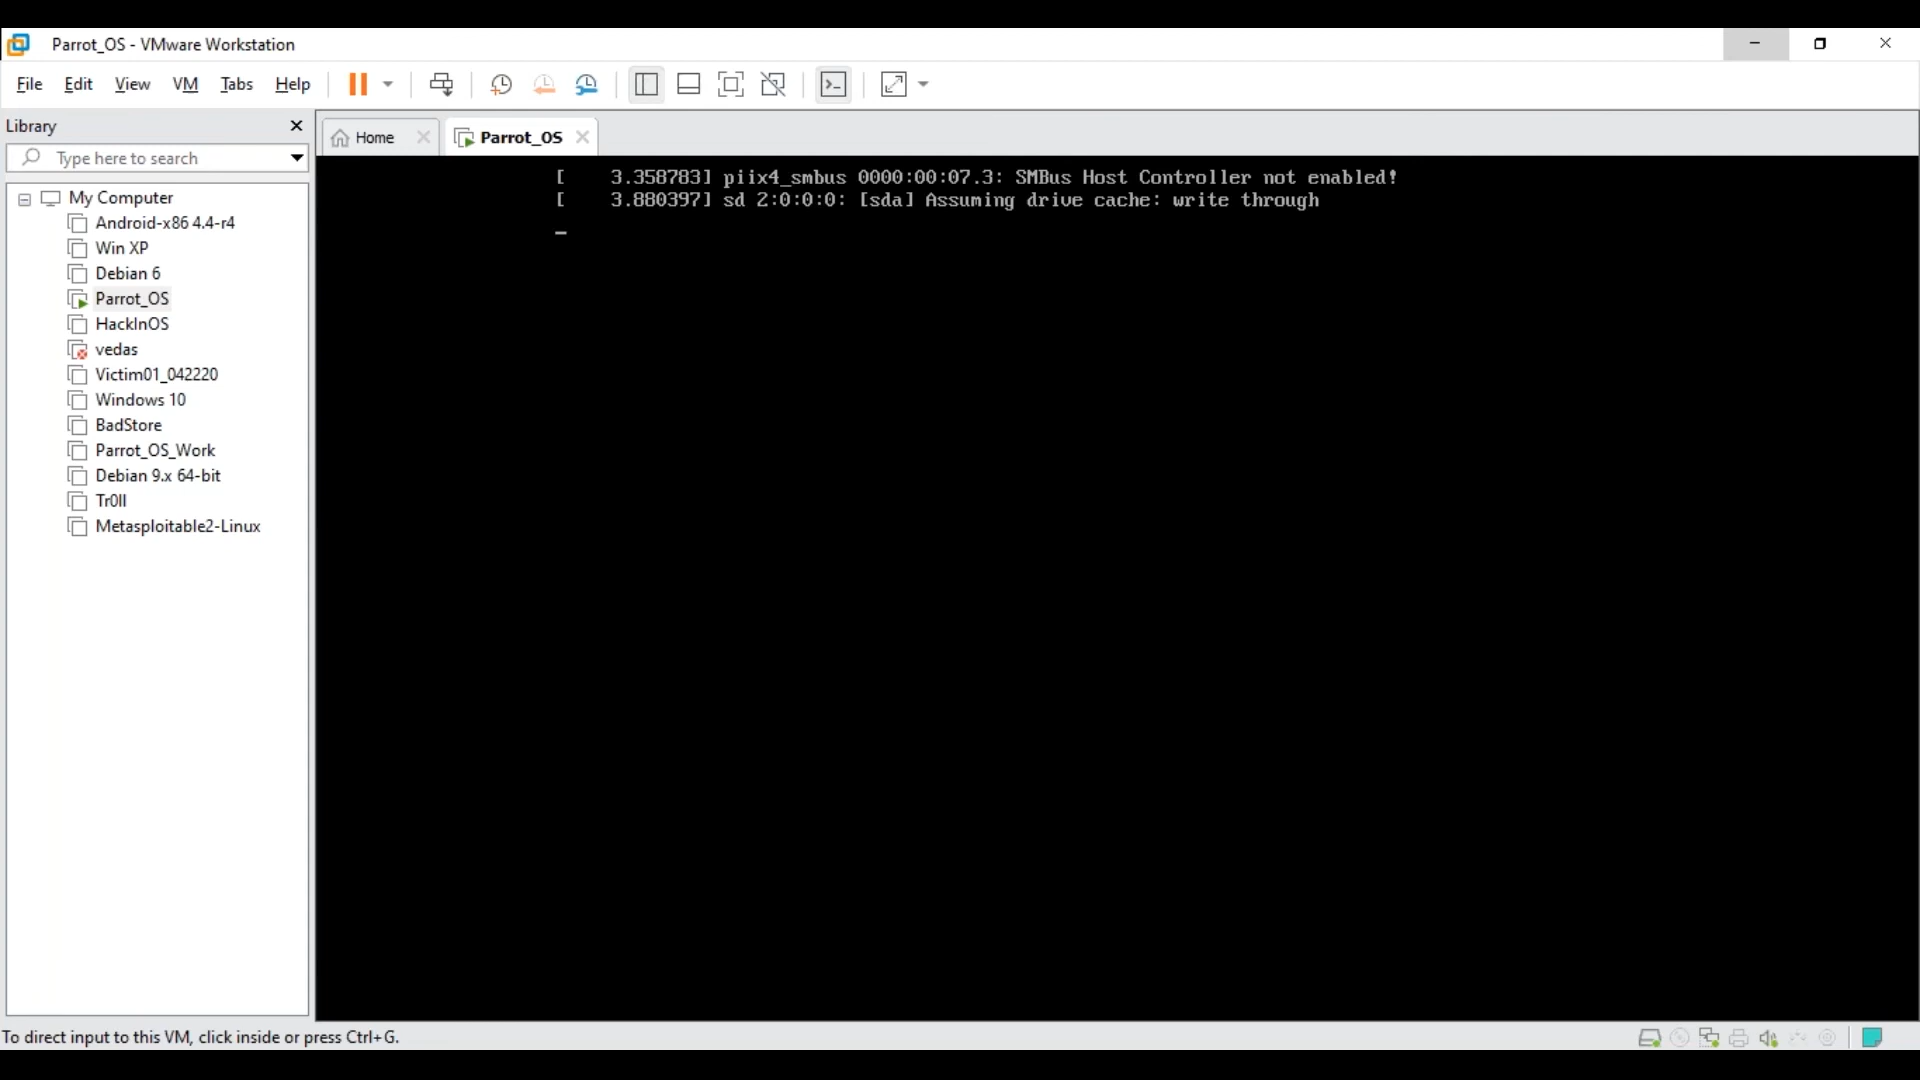 Parrot_OS - VMware Workstation
File Edit View VM Tabs Help
Library
Home Parrot_OS
Type here to search
My Computer
Android-x86 4.4-r4
Win XP
Debian 6
Parrot_OS
HackInOS
vedas
Victim01_042220
Windows 10
BadStore
Parrot_OS_Work
Debian 9.x 64-bit
Tr0ll
Metasploitable2-Linux
[    3.358783] piix4_smbus 0000:00:07.3: SMBus Host Controller not enabled!
[    3.880397] sd 2:0:0:0: [sda] Assuming drive cache: write through
_
To direct input to this VM, click inside or press Ctrl+G.